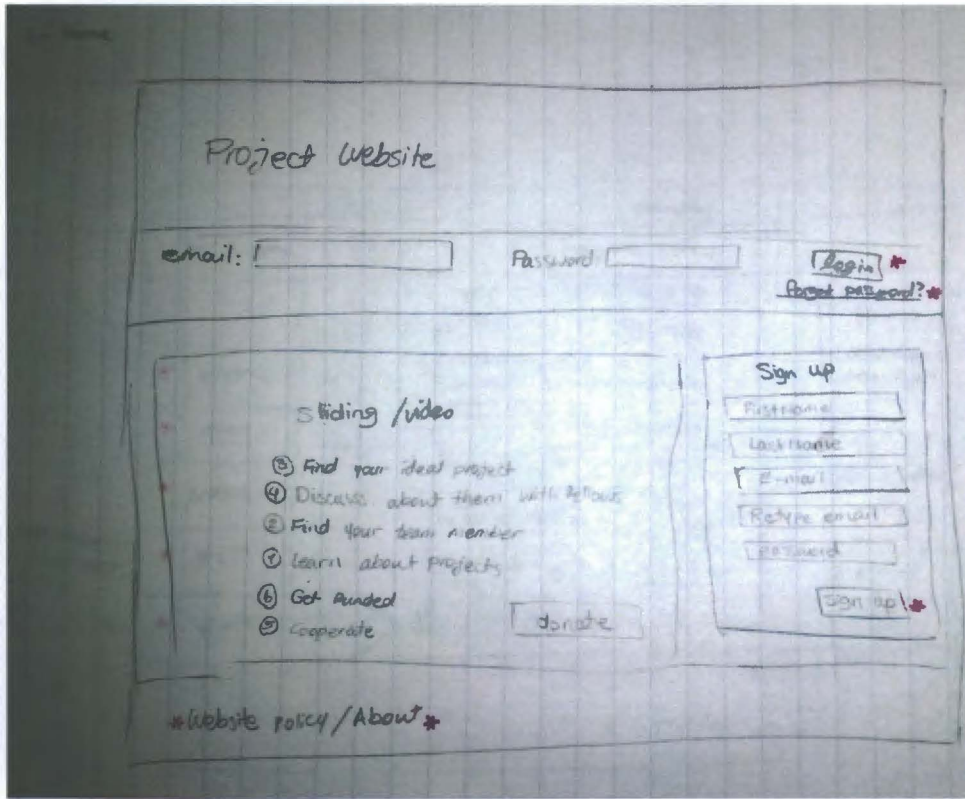 Project Website
email:
Password
login *
forgot password? *
Sliding /video
③ Find your ideal project
④ Discuss about them with fellows
② Find your team member
① Learn about projects
⑥ Get Funded
⑤ Cooperate
donate
Sign up
Firstname
Last Name
E-mail
Retype email
password
Sign up *
* Website policy /About *